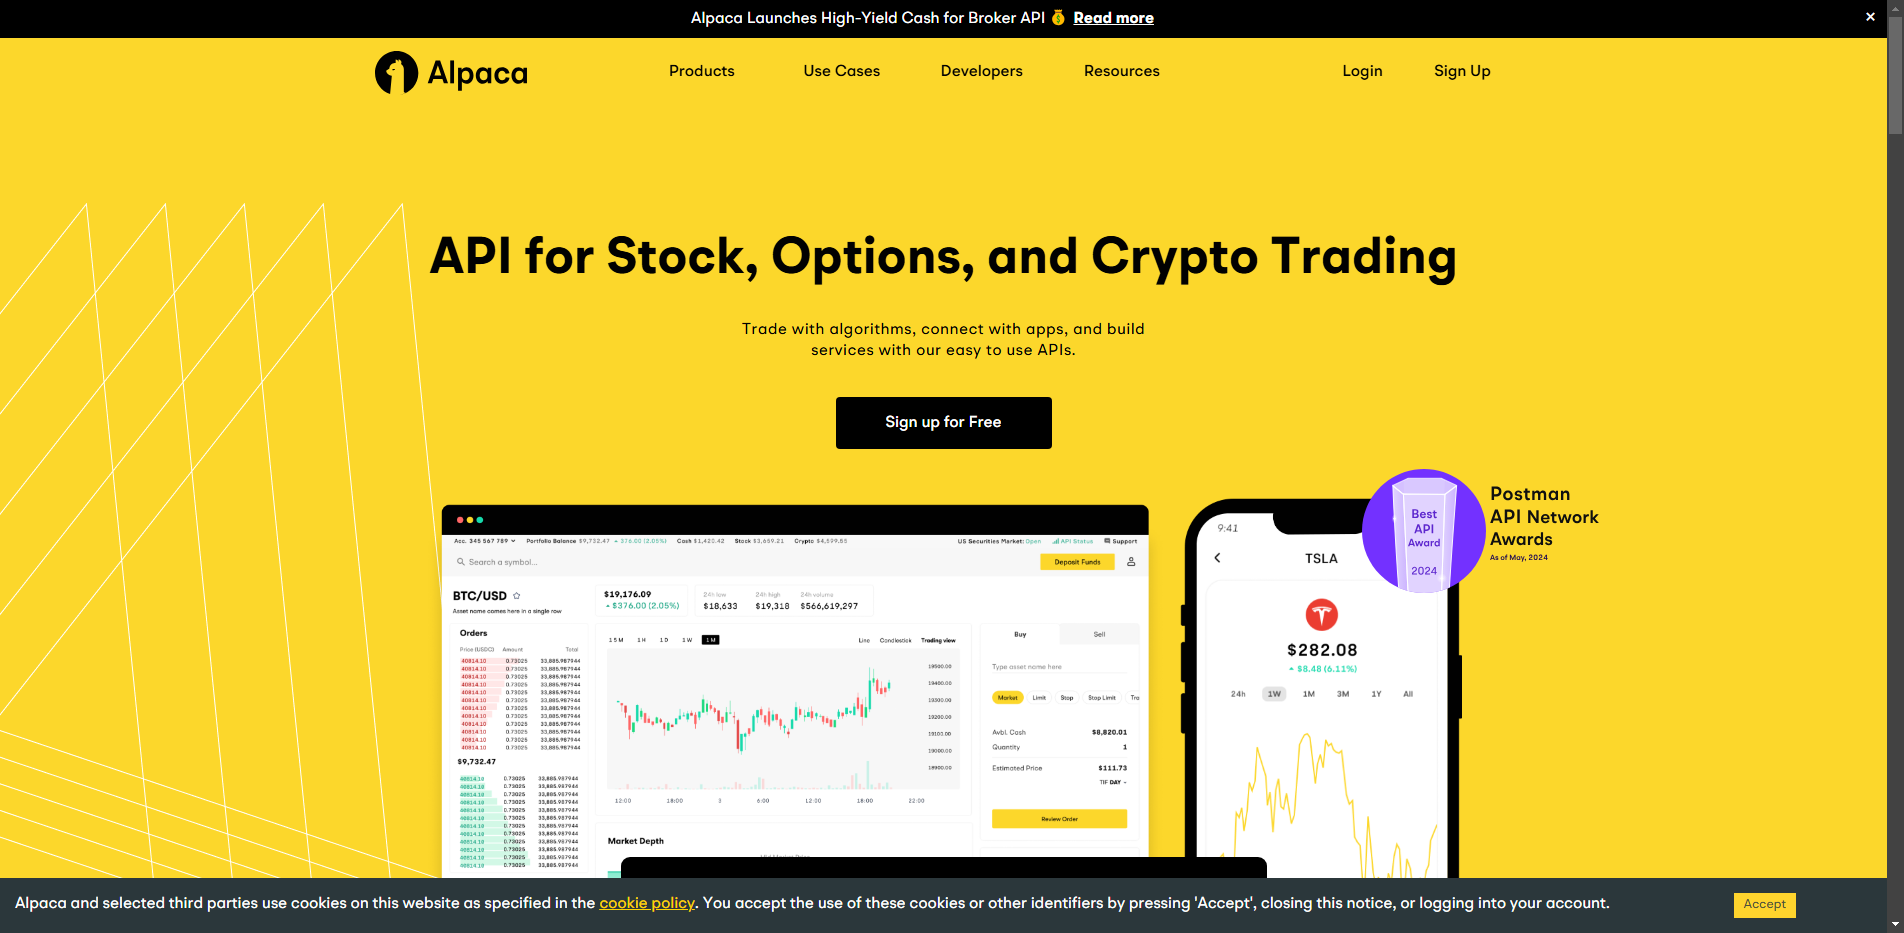 Alpaca Launches High-Yield Cash for Broker API 💰 Read more
×
Alpaca
Products
Use Cases
Developers
Resources
Login
Sign Up
API for Stock, Options, and Crypto Trading
Trade with algorithms, connect with apps, and build
services with our easy to use APIs.
Sign up for Free
Acc. 345 567 789
Portfolio Balance $9,732.47 376.00 (2.05%)
Cash $1,423.42
Stock $3,659.21
Crypto $4,599.85
US Securities Market: Open
API Status
Support
Search a symbol...
Deposit Funds
BTC/USD
Asset name comes here in a single row
$19,176.09
$376.00 (2.05%)
24h low
$18,633
24h high
$19,318
24h volume
$566,619,297
Orders
Price (USDC) Amount Total
40814.10 0.73025 33,885.987944
40814.10 0.73025 33,885.987944
40814.10 0.73025 33,885.987944
40814.10 0.73025 33,885.987944
40814.10 0.73025 33,885.987944
40814.10 0.73025 33,885.987944
40814.10 0.73025 33,885.987944
40814.10 0.73025 33,885.987944
40814.10 0.73025 33,885.987944
40814.10 0.73025 33,885.987944
40814.10 0.73025 33,885.987944
40814.10 0.73025 33,885.987944
$9,732.47
40814.10 0.73025 33,885.987944
40814.10 0.73025 33,885.987944
40814.10 0.73025 33,885.987944
40814.10 0.73025 33,885.987944
40814.10 0.73025 33,885.987944
40814.10 0.73025 33,885.987944
40814.10 0.73025 33,885.987944
40814.10 0.73025 33,885.987944
40814.10 0.73025 33,885.987944
40814.10 0.73025 33,885.987944
40814.10 0.73025 33,885.987944
40814.10 0.73025 33,885.987944
15M 1H 1D 1W 1M
Line Candlestick Trading view
19500.00
19400.00
19300.00
19200.00
19101.00
19000.00
18900.00
12:00 18:00 3 6:00 12:00 18:00 22:00
Market Depth
Buy
Sell
Type asset name here
Market Limit Stop Stop Limit Tra
Avbl. Cash $8,820.01
Quantity 1
Estimated Price $111.73
TIF DAY
Review Order
9:41
TSLA
$282.08
$8.48 (6.11%)
24h 1W 1M 3M 1Y All
Best
API
Award
2024
Postman
API Network
Awards
As of May, 2024
Alpaca and selected third parties use cookies on this website as specified in the cookie policy. You accept the use of these cookies or other identifiers by pressing 'Accept', closing this notice, or logging into your account.
Accept